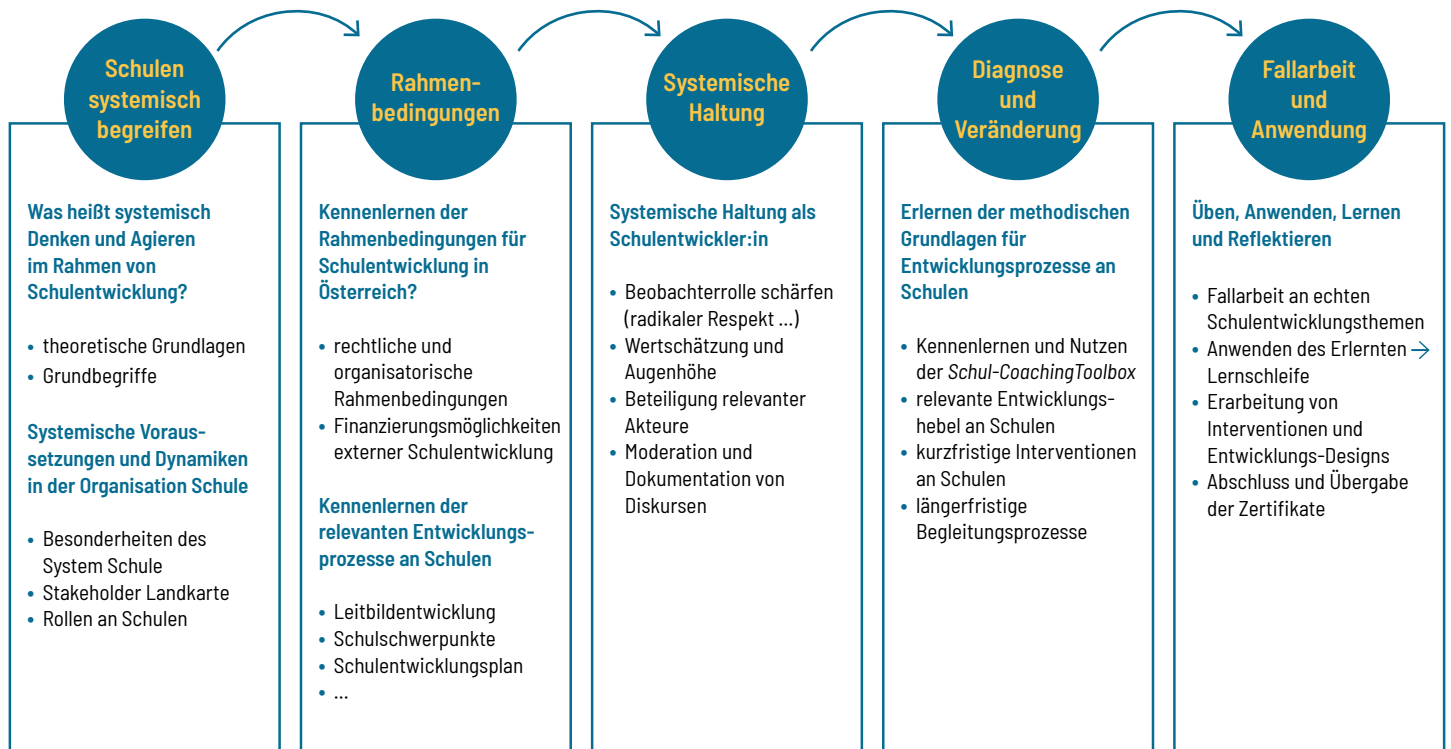 Schulen
systemisch
begreifen
Was heißt systemisch
Denken und Agieren
im Rahmen von
Schulentwicklung?
• theoretische Grundlagen
• Grundbegriffe
Systemische Voraus-
setzungen und Dynamiken
in der Organisation Schule
• Besonderheiten des
System Schule
• Stakeholder Landkarte
• Rollen an Schulen
Rahmen-
bedingungen
Kennenlernen der
Rahmenbedingungen für
Schulentwicklung in
Österreich?
• rechtliche und
organisatorische
Rahmenbedingungen
• Finanzierungsmöglichkeiten
externer Schulentwicklung
Kennenlernen der
relevanten Entwicklungs-
prozesse an Schulen
• Leitbildentwicklung
• Schulschwerpunkte
• Schulentwicklungsplan
• ...
Systemische
Haltung
Systemische Haltung als
Schulentwickler:in
• Beobachterrolle schärfen
(radikaler Respekt ...)
• Wertschätzung und
Augenhöhe
• Beteiligung relevanter
Akteure
• Moderation und
Dokumentation von
Diskursen
Diagnose
und
Veränderung
Erlernen der methodischen
Grundlagen für
Entwicklungsprozesse an
Schulen
• Kennenlernen und Nutzen
der Schul-CoachingToolbox
• relevante Entwicklungs-
hebel an Schulen
• kurzfristige Interventionen
an Schulen
• längerfristige
Begleitungsprozesse
Fallarbeit
und
Anwendung
Üben, Anwenden, Lernen
und Reflektieren
• Fallarbeit an echten
Schulentwicklungsthemen
• Anwenden des Erlernten →
Lernschleife
• Erarbeitung von
Interventionen und
Entwicklungs-Designs
• Abschluss und Übergabe
der Zertifikate